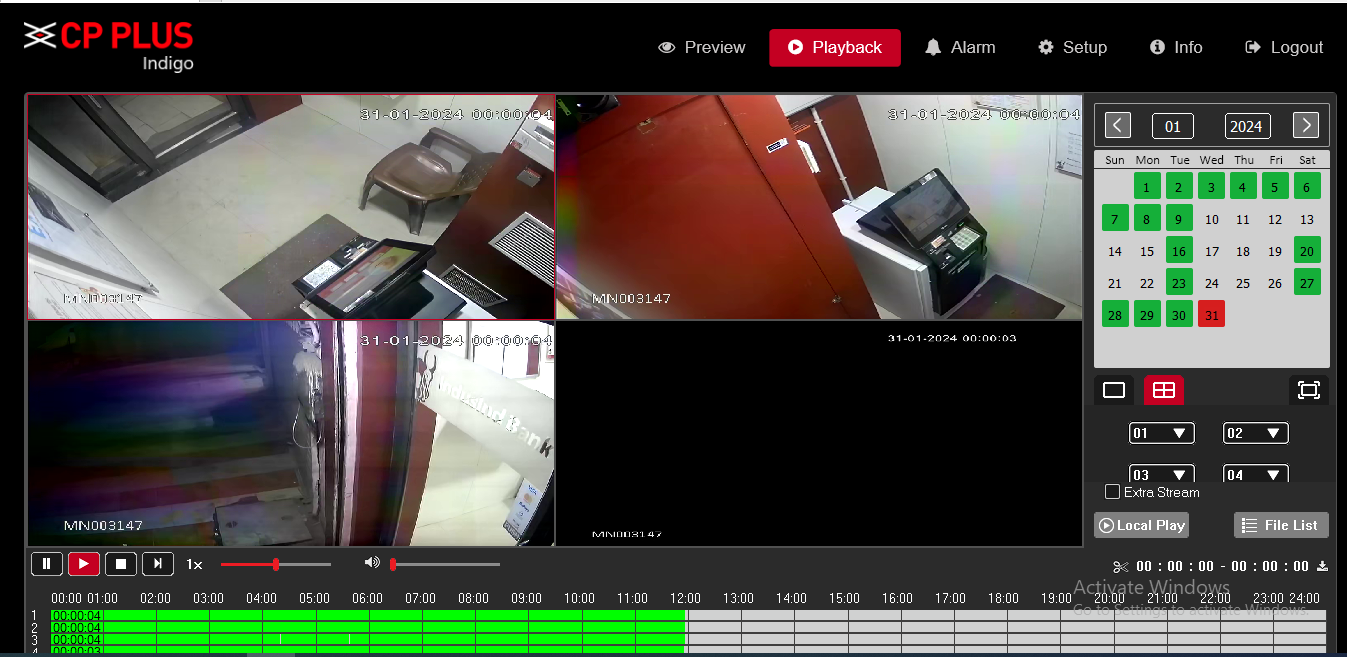 CP PLUS
Indigo
Preview
Playback
Alarm
Setup
Info
Logout
31-01-2024 00:00:04
MN003147
31-01-2024 00:00:04
MN003147
31-01-2024 00:00:04
IndusInd Bank
MN003147
31-01-2024 00:00:03
MN003147
01 2024
Sun Mon Tue Wed Thu Fri Sat
1 2 3 4 5 6
7 8 9 10 11 12 13
14 15 16 17 18 19 20
21 22 23 24 25 26 27
28 29 30 31
01 02
03 04
Extra Stream
Local Play File List
1x
00 : 00 : 00 - 00 : 00 : 00
Activate Windows
Go to Settings to activate Windows.
00:00 01:00 02:00 03:00 04:00 05:00 06:00 07:00 08:00 09:00 10:00 11:00 12:00 13:00 14:00 15:00 16:00 17:00 18:00 19:00 20:00 21:00 22:00 23:00 24:00
1 00:00:04
2 00:00:04
3 00:00:04
4 00:00:03